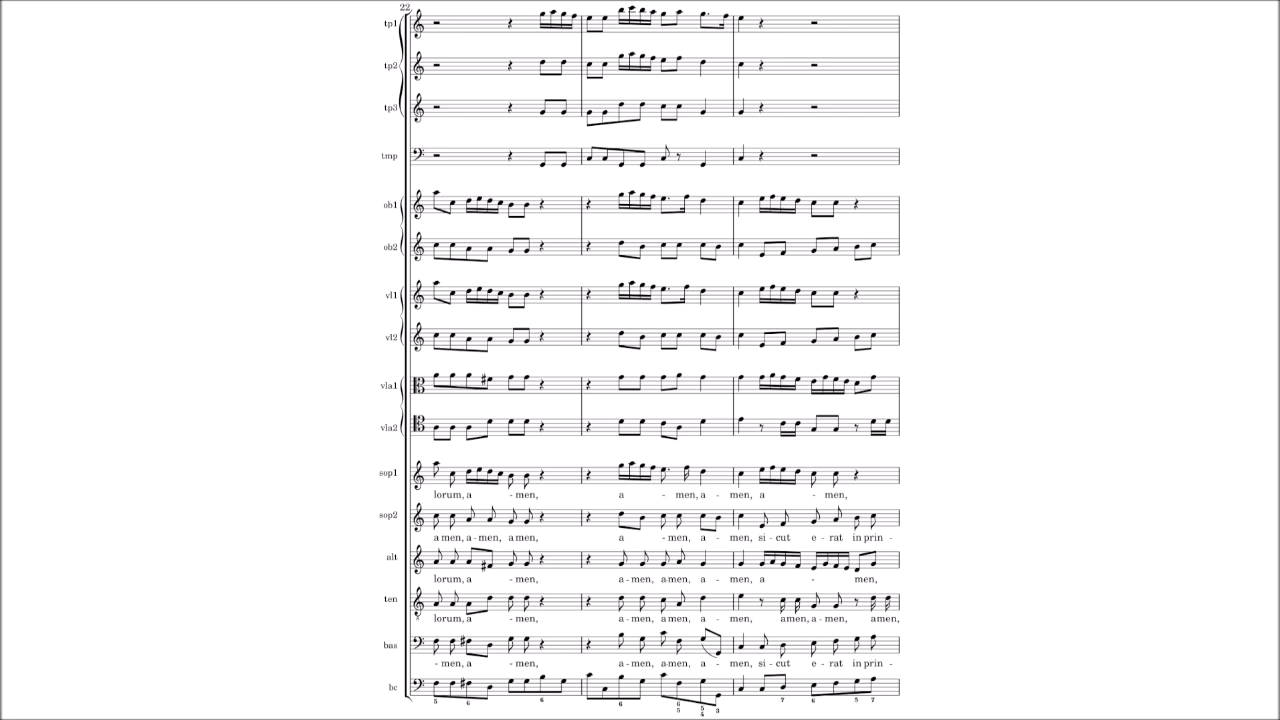 22
tp1
tp2
tp3
tmp
ob1
ob2
vl1
vl2
vla1
vla2
sop1
lorum, a - men, a - men, a - men, a - men,
sop2
a men, a - men, a men, a - men, a - men, si - cut e - rat in prin -
alt
lorum, a - men, a - men, a-men, a - men, a - men,
ten
lorum, a - men, a - men, a men, a - men, amen, a - men, amen,
bas
- men, a - men, a - men, a-men, a - men, si - cut e - rat in prin -
bc
5 6 6 6 6 5 5 4 3 7 6 5 7